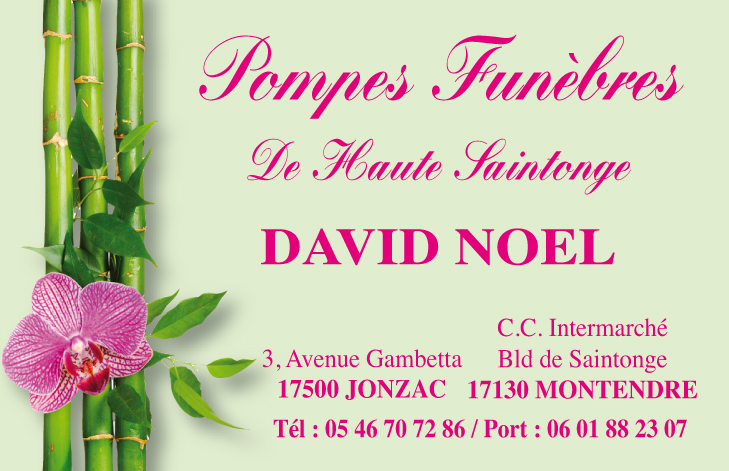 Pompes Funèbres
De Haute Saintonge
DAVID NOEL
3, Avenue Gambetta
17500 JONZAC
C.C. Intermarché
Bld de Saintonge
17130 MONTENDRE
Tél : 05 46 70 72 86 / Port : 06 01 88 23 07